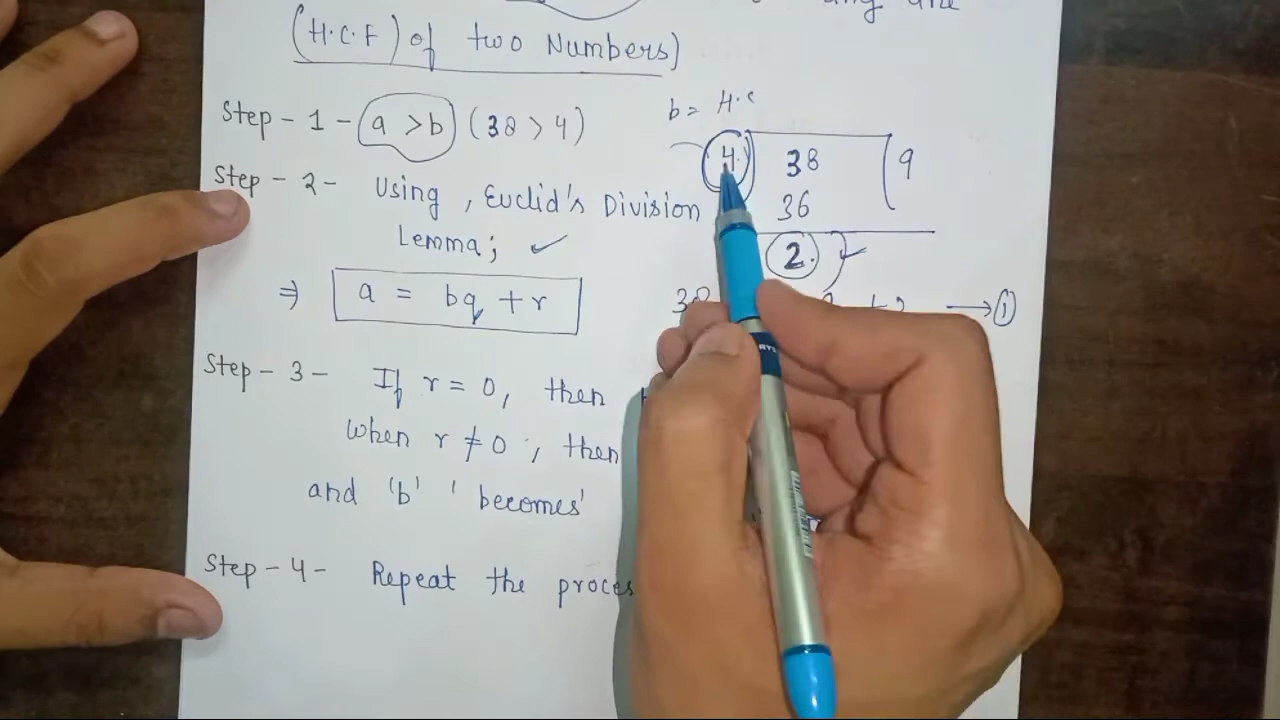 (H.C.F) of two Numbers)
Step - 1 - a > b (38 > 4)
Step - 2 - Using , Euclid's Division
Lemma; ✓
⇒ a = bq + r
Step - 3 - If r = 0, then
when r ≠ 0 ; then
and 'b' ' becomes'
Step - 4 - Repeat the proces
b = H.C
4) 38 (9
36
2
+2 → ①